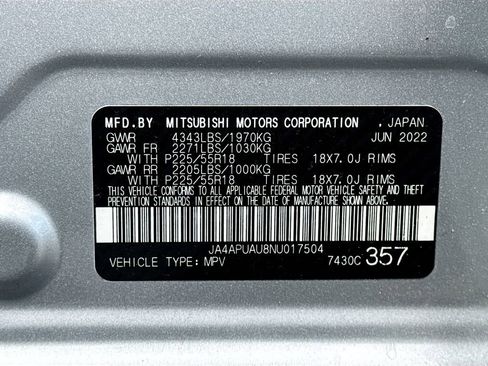 MFD.BY MITSUBISHI MOTORS CORPORATION , JAPAN
GVWR 4343LBS/1970KG JUN 2022
GAWR FR 2271LBS/1030KG
WITH P225/55R18 TIRES 18X7.0J RIMS
GAWR RR 2205LBS/1000KG
WITH P225/55R18 TIRES 18X7.0J RIMS
THIS VEHICLE CONFORMS TO ALL APPLICABLE FEDERAL MOTOR VEHICLE SAFETY AND THEFT
PREVENTION STANDARDS IN EFFECT ON THE DATE OF MANUFACTURE SHOWN ABOVE.
JA4APUAU8NU017504
VEHICLE TYPE: MPV 7430C 357